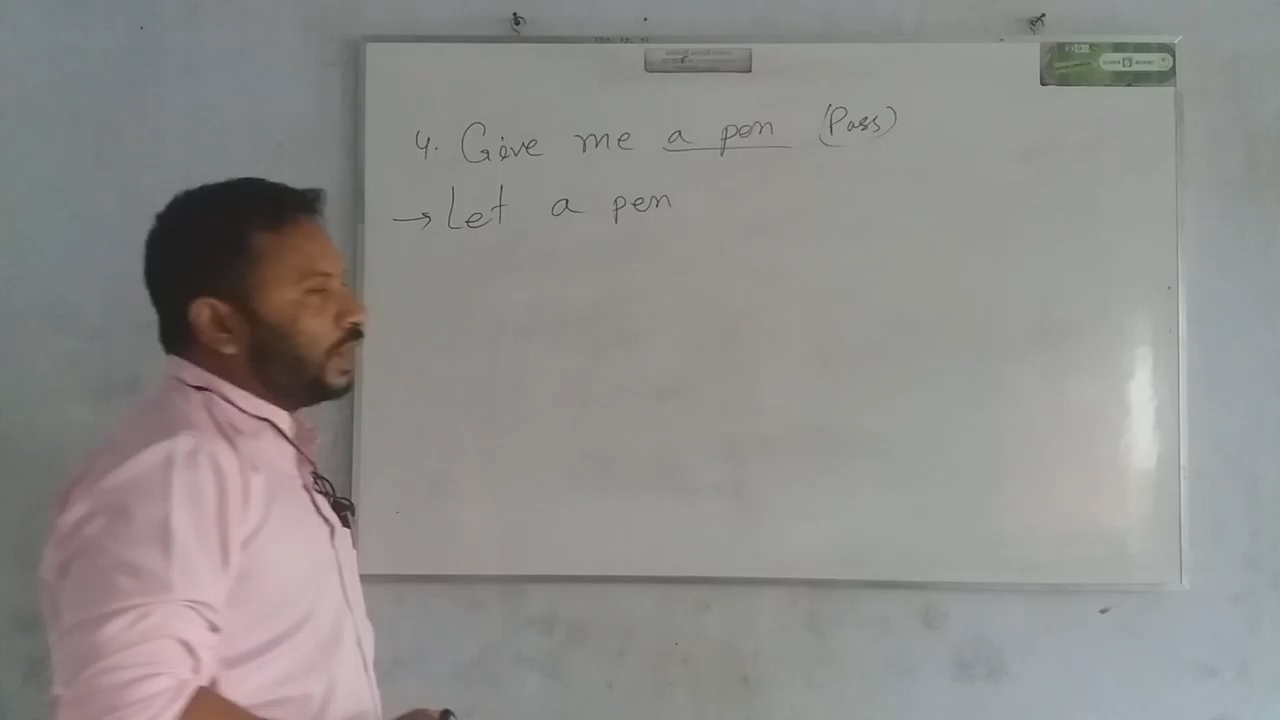 4. Give me a pen (Pass)
→ Let a pen